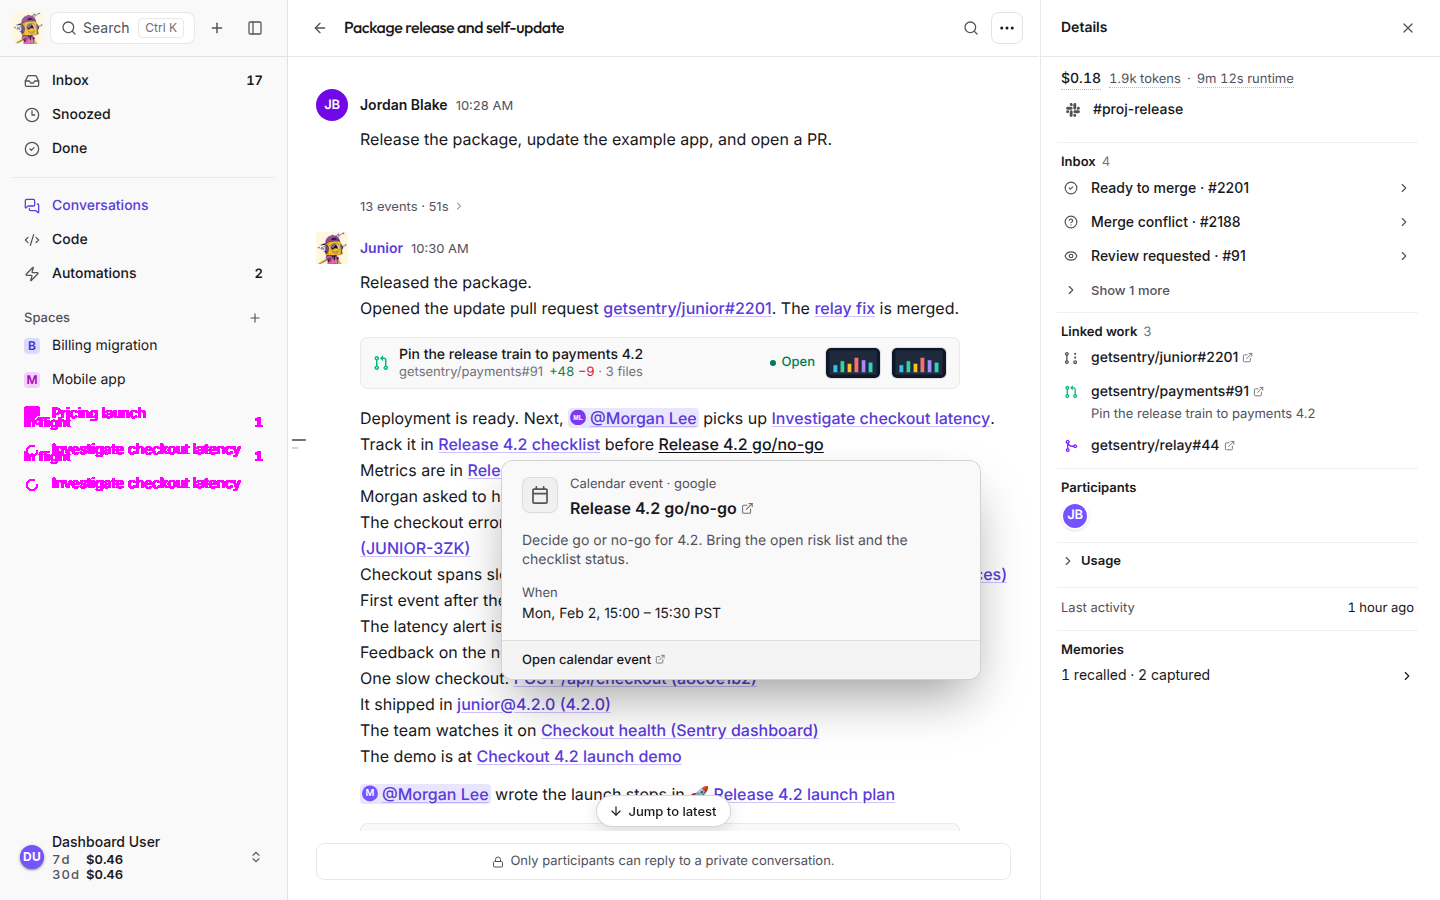 Search Ctrl K
Inbox 17
Snoozed
Done
Conversations
Code
Automations 2
Spaces
B Billing migration
M Mobile app
Pricing launch
In flight 1
Investigate checkout latency
In flight 1
Investigate checkout latency
DU Dashboard User
7d $0.46
30d $0.46
Package release and self-update
JB Jordan Blake 10:28 AM
Release the package, update the example app, and open a PR.
13 events · 51s
Junior 10:30 AM
Released the package.
Opened the update pull request getsentry/junior#2201. The relay fix is merged.
Pin the release train to payments 4.2
getsentry/payments#91 +48 −9 · 3 files
Open
Deployment is ready. Next, ML @Morgan Lee picks up Investigate checkout latency.
Track it in Release 4.2 checklist before Release 4.2 go/no-go
Metrics are in Rele
Morgan asked to h
The checkout error
(JUNIOR-3ZK)
Checkout spans slo ces)
First event after the
The latency alert is
Feedback on the n
One slow checkout. POST /api/checkout (a8c0e1b2)
It shipped in junior@4.2.0 (4.2.0)
The team watches it on Checkout health (Sentry dashboard)
The demo is at Checkout 4.2 launch demo
M @Morgan Lee wrote the launch steps in 🚀 Release 4.2 launch plan
Calendar event · google
Release 4.2 go/no-go
Decide go or no-go for 4.2. Bring the open risk list and the
checklist status.
When
Mon, Feb 2, 15:00 – 15:30 PST
Open calendar event
Jump to latest
Only participants can reply to a private conversation.
Details
$0.18 1.9k tokens · 9m 12s runtime
#proj-release
Inbox 4
Ready to merge · #2201
Merge conflict · #2188
Review requested · #91
Show 1 more
Linked work 3
getsentry/junior#2201
getsentry/payments#91
Pin the release train to payments 4.2
getsentry/relay#44
Participants
JB
Usage
Last activity 1 hour ago
Memories
1 recalled · 2 captured